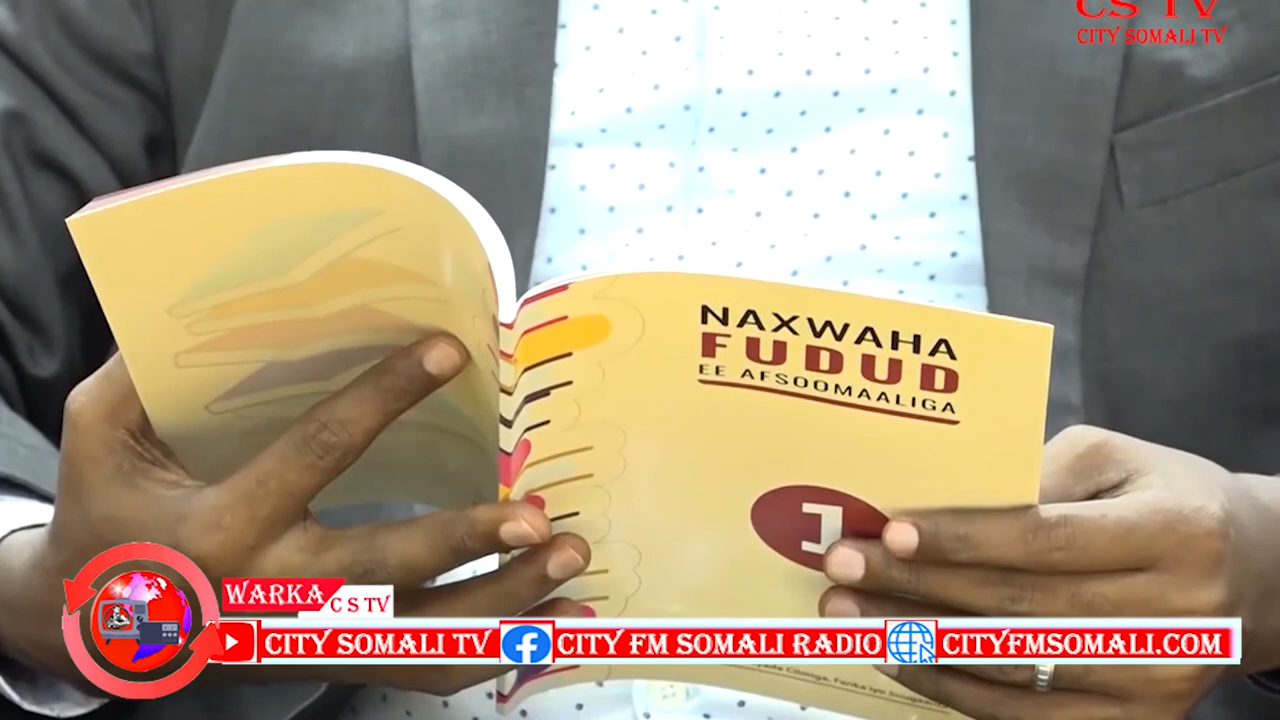 CS TV
CITY SOMALI TV
NAXWAHA
FUDUD
EE AFSOOMAALIGA
1
WARKA
C S TV
CITY SOMALI TV
CITY FM SOMALI RADIO
CITYFMSOMALI.COM